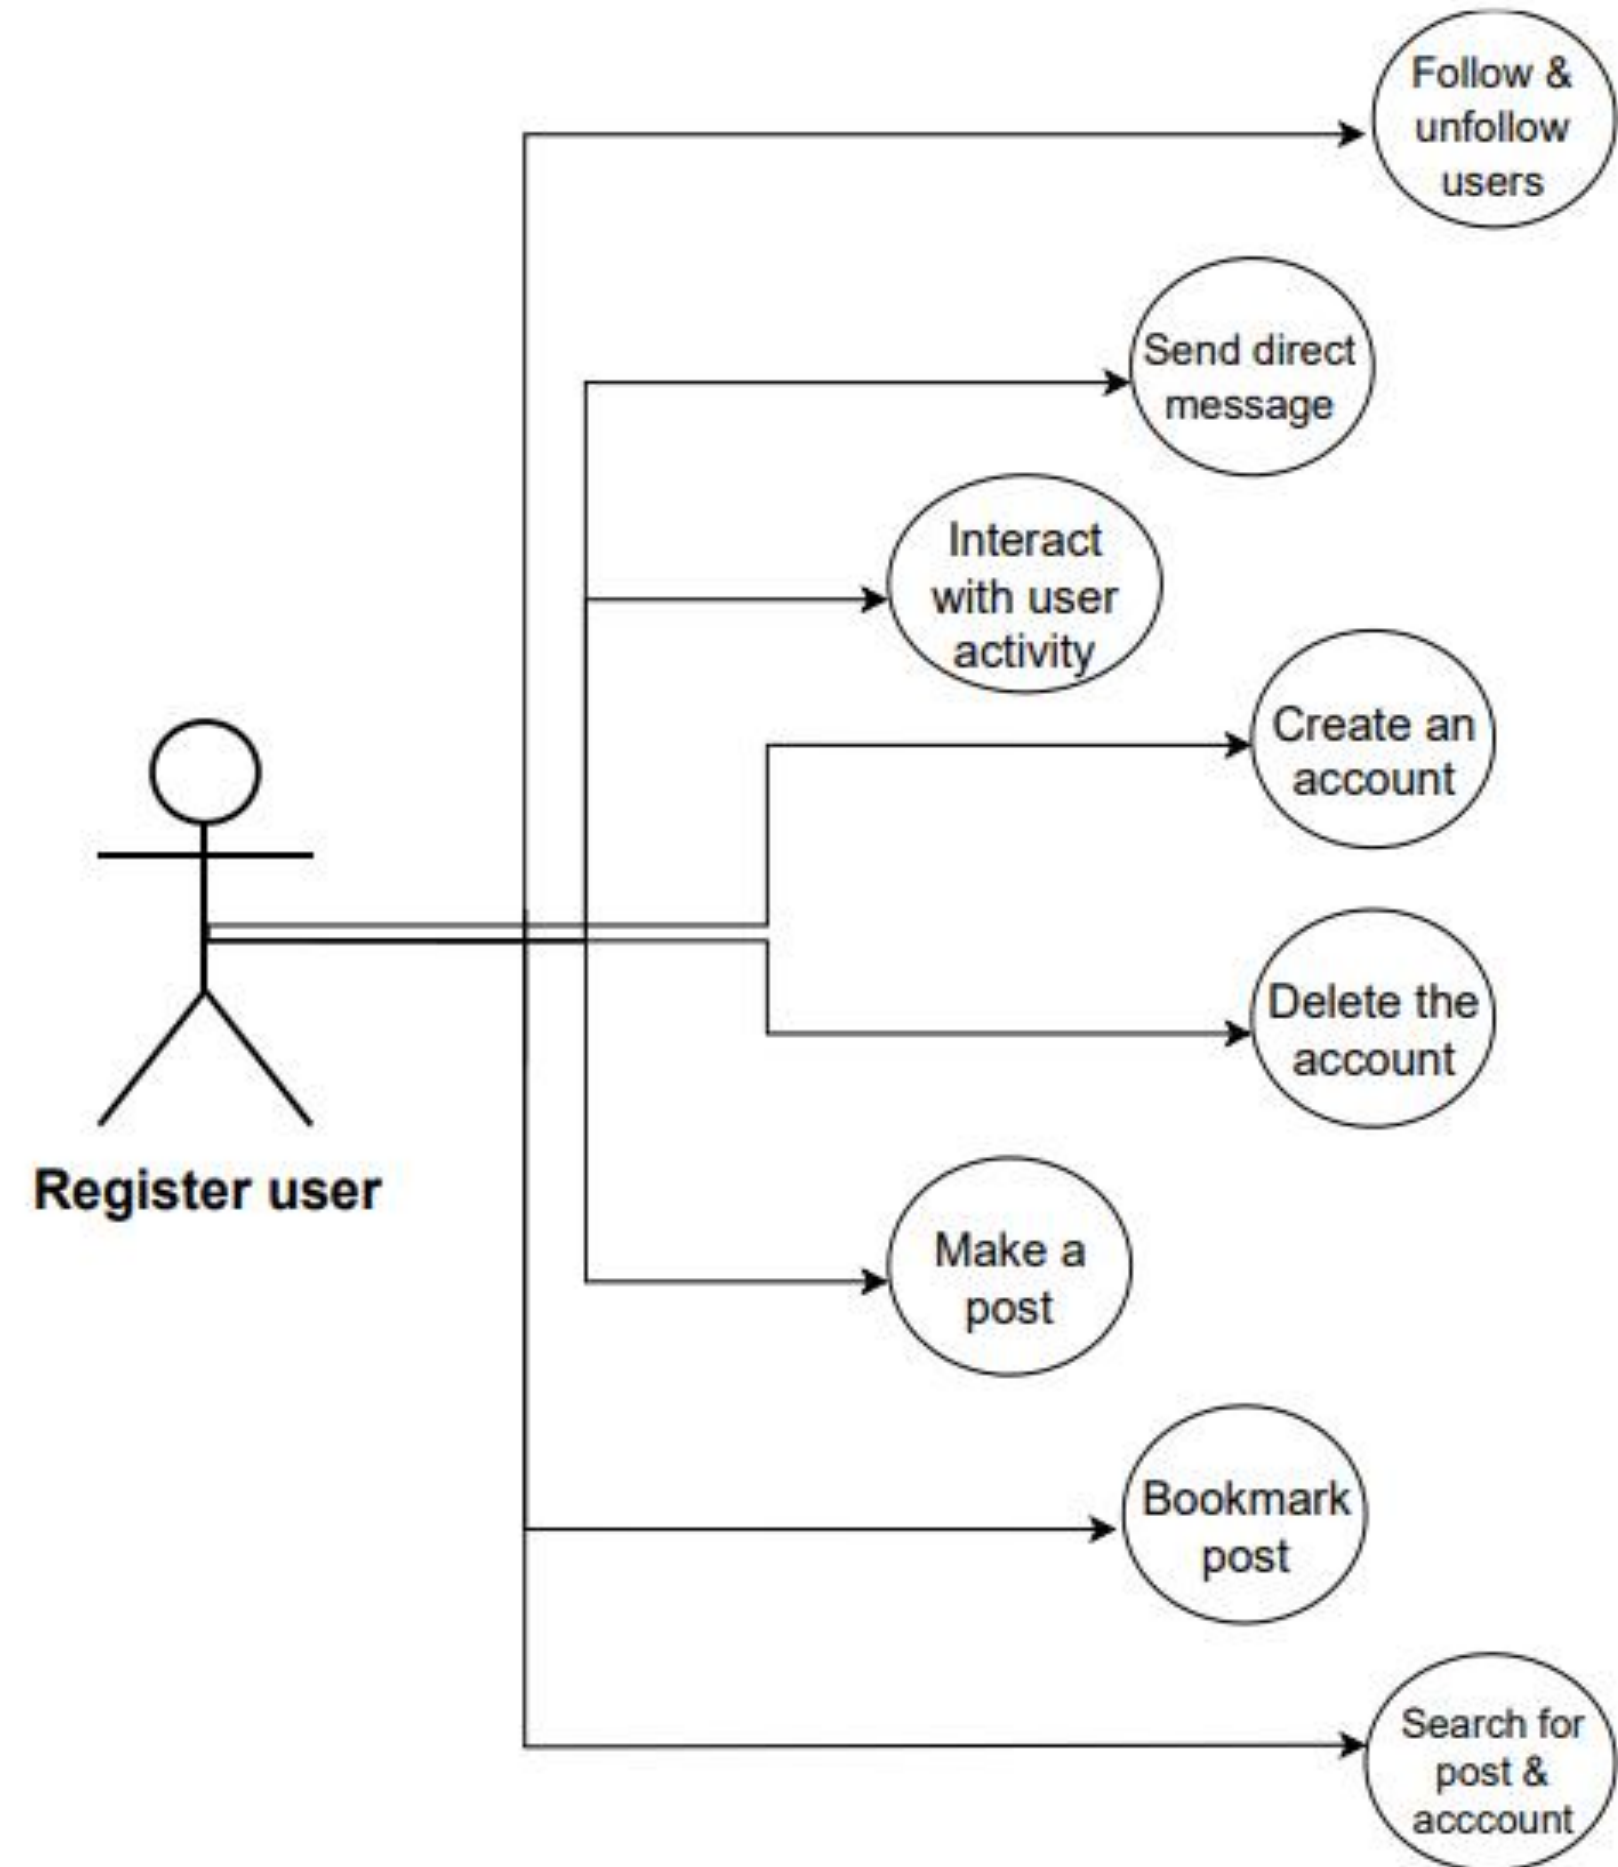 Follow &
unfollow
users
Send direct
message
Interact
with user
activity
Create an
account
Delete the
account
Register user
Make a
post
Bookmark
post
Search for
post &
acccount